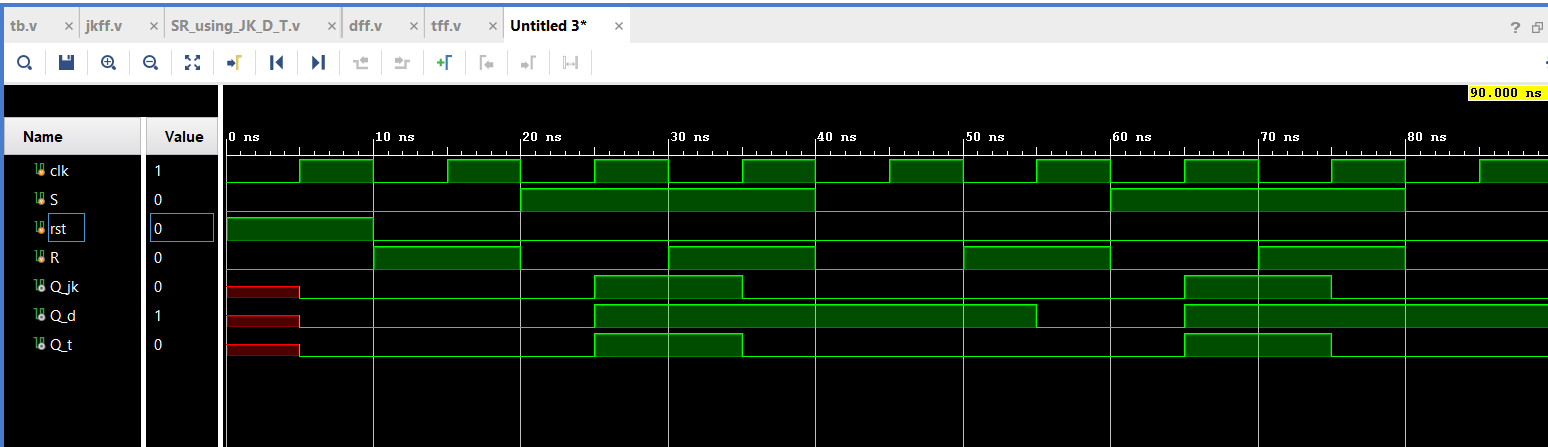 tb.v × jkff.v × SR_using_JK_D_T.v × dff.v × tff.v × Untitled 3* × ?
90.000 ns
Name Value 0 ns 10 ns 20 ns 30 ns 40 ns 50 ns 60 ns 70 ns 80 ns
clk 1
S 0
rst 0
R 0
Q_jk 0
Q_d 1
Q_t 0